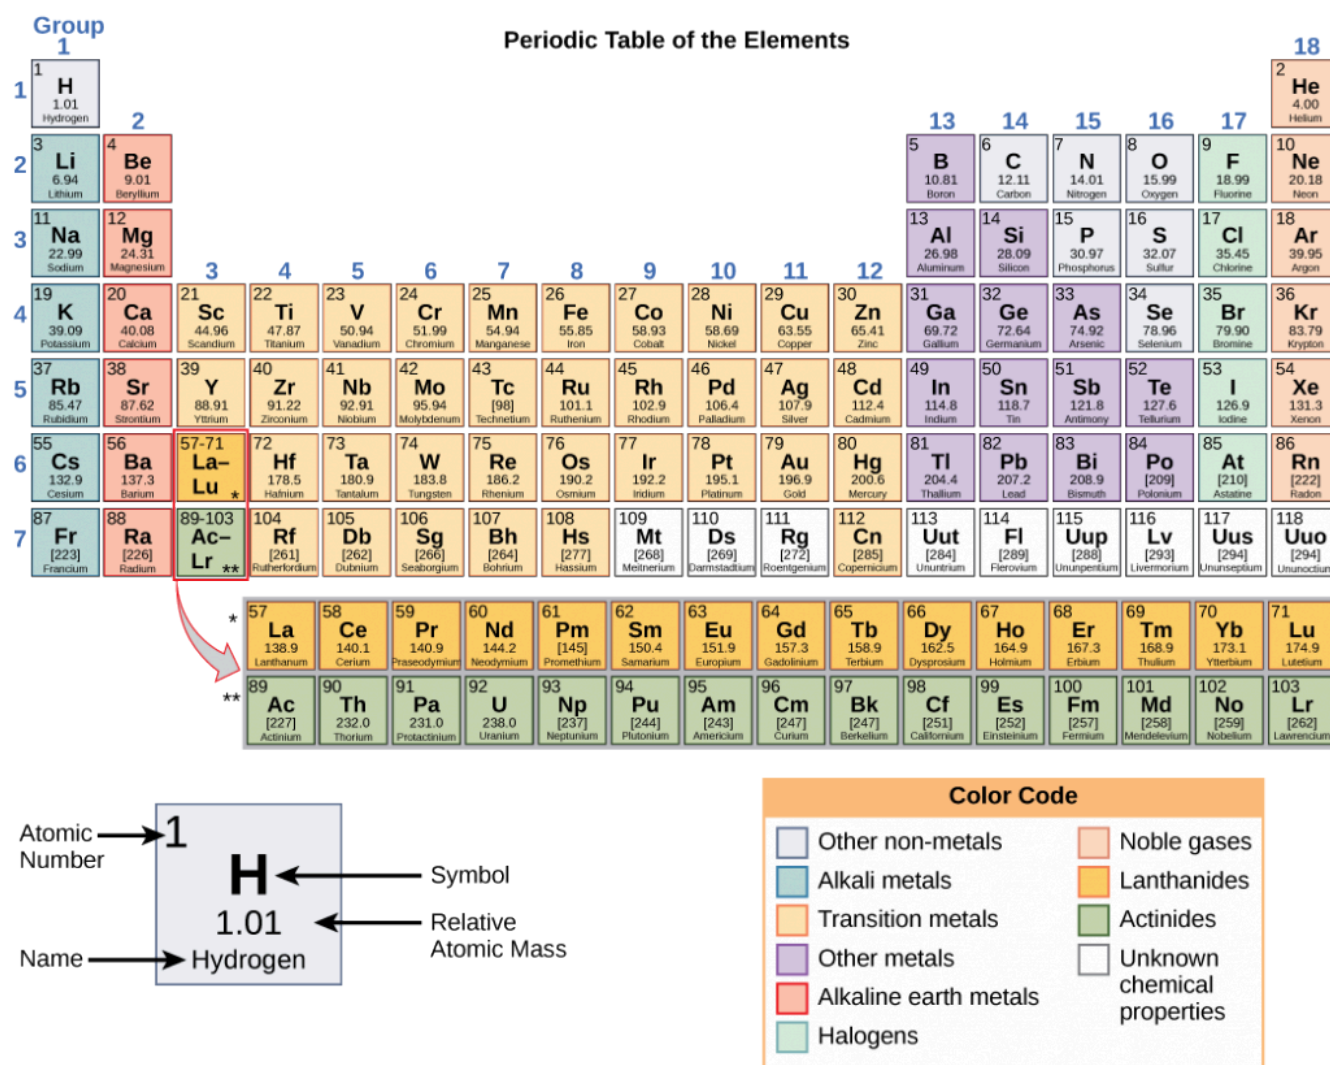 Group
1
Periodic Table of the Elements
18
1
1
H
1.01
Hydrogen
2
13
14
15
16
17
2
He
4.00
Helium
2
3
Li
6.94
Lithium
4
Be
9.01
Beryllium
5
B
10.81
Boron
6
C
12.11
Carbon
7
N
14.01
Nitrogen
8
O
15.99
Oxygen
9
F
18.99
Fluorine
10
Ne
20.18
Neon
3
11
Na
22.99
Sodium
12
Mg
24.31
Magnesium
3
4
5
6
7
8
9
10
11
12
13
Al
26.98
Aluminum
14
Si
28.09
Silicon
15
P
30.97
Phosphorus
16
S
32.07
Sulfur
17
Cl
35.45
Chlorine
18
Ar
39.95
Argon
4
19
K
39.09
Potassium
20
Ca
40.08
Calcium
21
Sc
44.96
Scandium
22
Ti
47.87
Titanium
23
V
50.94
Vanadium
24
Cr
51.99
Chromium
25
Mn
54.94
Manganese
26
Fe
55.85
Iron
27
Co
58.93
Cobalt
28
Ni
58.69
Nickel
29
Cu
63.55
Copper
30
Zn
65.41
Zinc
31
Ga
69.72
Gallium
32
Ge
72.64
Germanium
33
As
74.92
Arsenic
34
Se
78.96
Selenium
35
Br
79.90
Bromine
36
Kr
83.79
Krypton
5
37
Rb
85.47
Rubidium
38
Sr
87.62
Strontium
39
Y
88.91
Yttrium
40
Zr
91.22
Zirconium
41
Nb
92.91
Niobium
42
Mo
95.94
Molybdenum
43
Tc
[98]
Technetium
44
Ru
101.1
Ruthenium
45
Rh
102.9
Rhodium
46
Pd
106.4
Palladium
47
Ag
107.9
Silver
48
Cd
112.4
Cadmium
49
In
114.8
Indium
50
Sn
118.7
Tin
51
Sb
121.8
Antimony
52
Te
127.6
Tellurium
53
I
126.9
Iodine
54
Xe
131.3
Xenon
6
55
Cs
132.9
Cesium
56
Ba
137.3
Barium
57-71
La–
Lu *
72
Hf
178.5
Hafnium
73
Ta
180.9
Tantalum
74
W
183.8
Tungsten
75
Re
186.2
Rhenium
76
Os
190.2
Osmium
77
Ir
192.2
Iridium
78
Pt
195.1
Platinum
79
Au
196.9
Gold
80
Hg
200.6
Mercury
81
Tl
204.4
Thallium
82
Pb
207.2
Lead
83
Bi
208.9
Bismuth
84
Po
[209]
Polonium
85
At
[210]
Astatine
86
Rn
[222]
Radon
7
87
Fr
[223]
Francium
88
Ra
[226]
Radium
89-103
Ac–
Lr **
104
Rf
[261]
Rutherfordium
105
Db
[262]
Dubnium
106
Sg
[266]
Seaborgium
107
Bh
[264]
Bohrium
108
Hs
[277]
Hassium
109
Mt
[268]
Meitnerium
110
Ds
[269]
Darmstadtium
111
Rg
[272]
Roentgenium
112
Cn
[285]
Copernicium
113
Uut
[284]
Ununtrium
114
Fl
[289]
Flerovium
115
Uup
[288]
Ununpentium
116
Lv
[293]
Livermorium
117
Uus
[294]
Ununseptium
118
Uuo
[294]
Ununoctium
*
57
La
138.9
Lanthanum
58
Ce
140.1
Cerium
59
Pr
140.9
Praseodymium
60
Nd
144.2
Neodymium
61
Pm
[145]
Promethium
62
Sm
150.4
Samarium
63
Eu
151.9
Europium
64
Gd
157.3
Gadolinium
65
Tb
158.9
Terbium
66
Dy
162.5
Dysprosium
67
Ho
164.9
Holmium
68
Er
167.3
Erbium
69
Tm
168.9
Thulium
70
Yb
173.1
Ytterbium
71
Lu
174.9
Lutetium
**
89
Ac
[227]
Actinium
90
Th
232.0
Thorium
91
Pa
231.0
Protactinium
92
U
238.0
Uranium
93
Np
[237]
Neptunium
94
Pu
[244]
Plutonium
95
Am
[243]
Americium
96
Cm
[247]
Curium
97
Bk
[247]
Berkelium
98
Cf
[251]
Californium
99
Es
[252]
Einsteinium
100
Fm
[257]
Fermium
101
Md
[258]
Mendelevium
102
No
[259]
Nobelium
103
Lr
[262]
Lawrencium
Atomic
Number
1
H
1.01
Hydrogen
Symbol
Relative
Atomic Mass
Name
Color Code
Other non-metals
Alkali metals
Transition metals
Other metals
Alkaline earth metals
Halogens
Noble gases
Lanthanides
Actinides
Unknown
chemical
properties